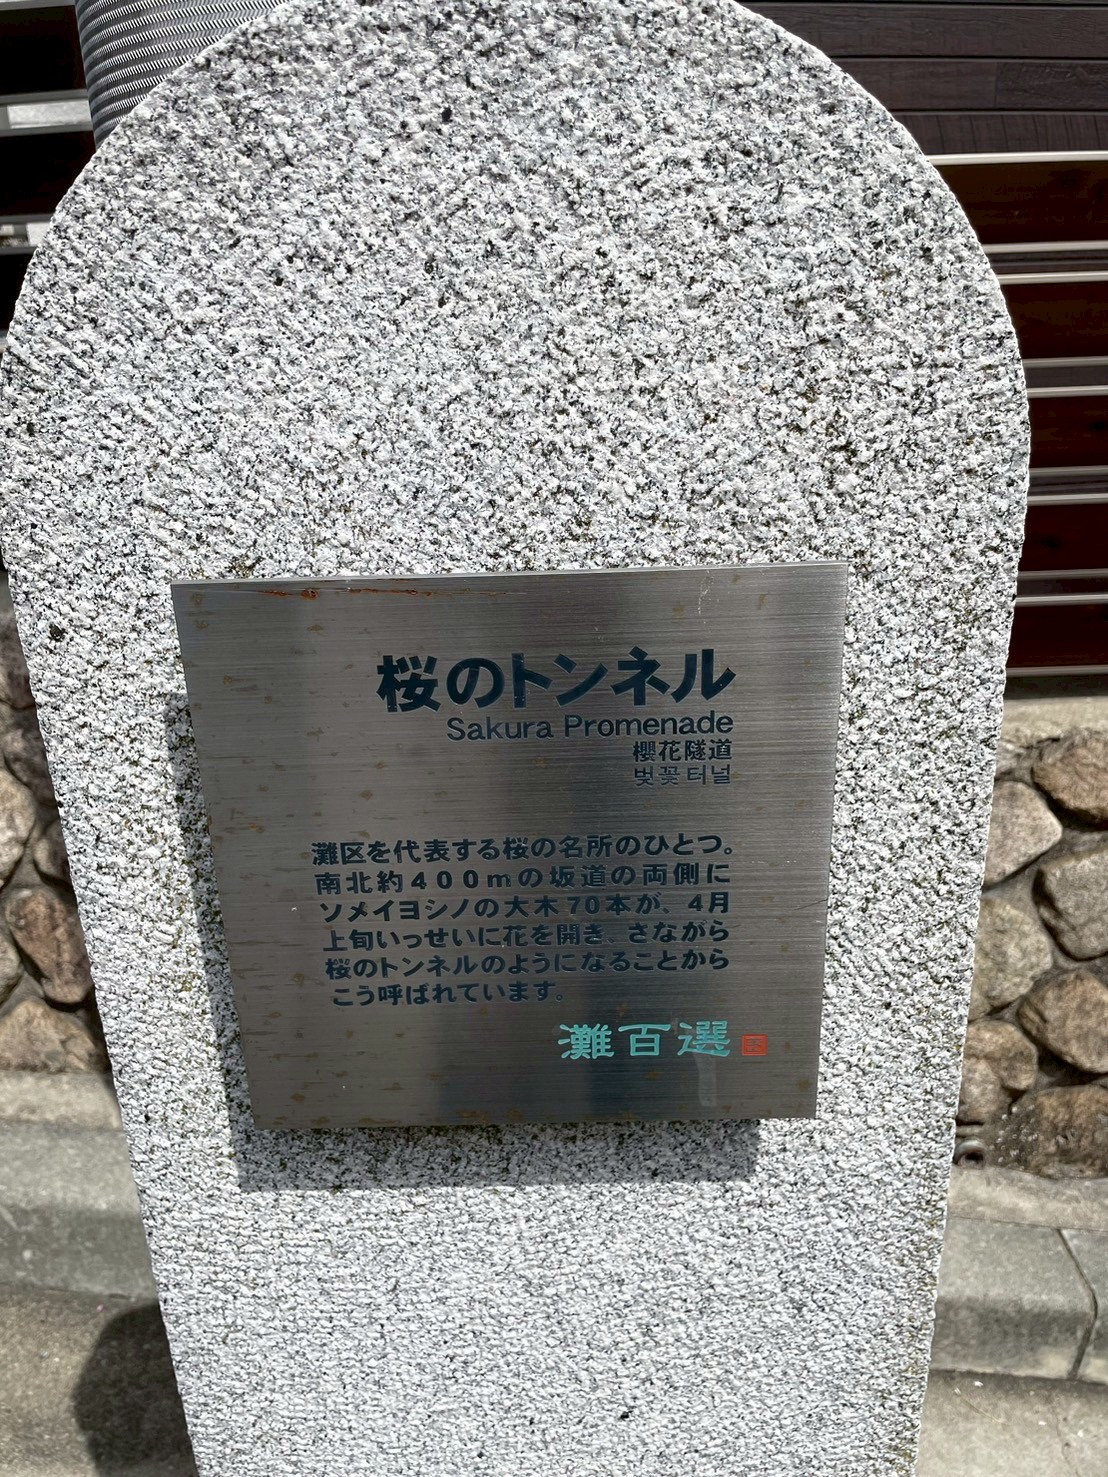 桜のトンネル
Sakura Promenade
櫻花隧道
벚꽃터널
灘区を代表する桜の名所のひとつ。
南北約400mの坂道の両側に
ソメイヨシノの大木70本が、4月
上旬いっせいに花を開き、さながら
桜のトンネルのようになることから
こう呼ばれています。
灘百選